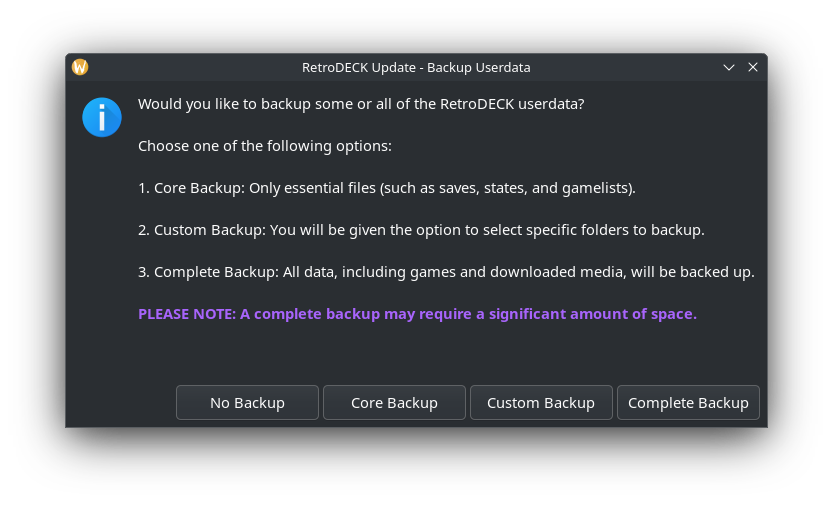 RetroDECK Update - Backup Userdata
Would you like to backup some or all of the RetroDECK userdata?
Choose one of the following options:
1. Core Backup: Only essential files (such as saves, states, and gamelists).
2. Custom Backup: You will be given the option to select specific folders to backup.
3. Complete Backup: All data, including games and downloaded media, will be backed up.
PLEASE NOTE: A complete backup may require a significant amount of space.
No Backup
Core Backup
Custom Backup
Complete Backup